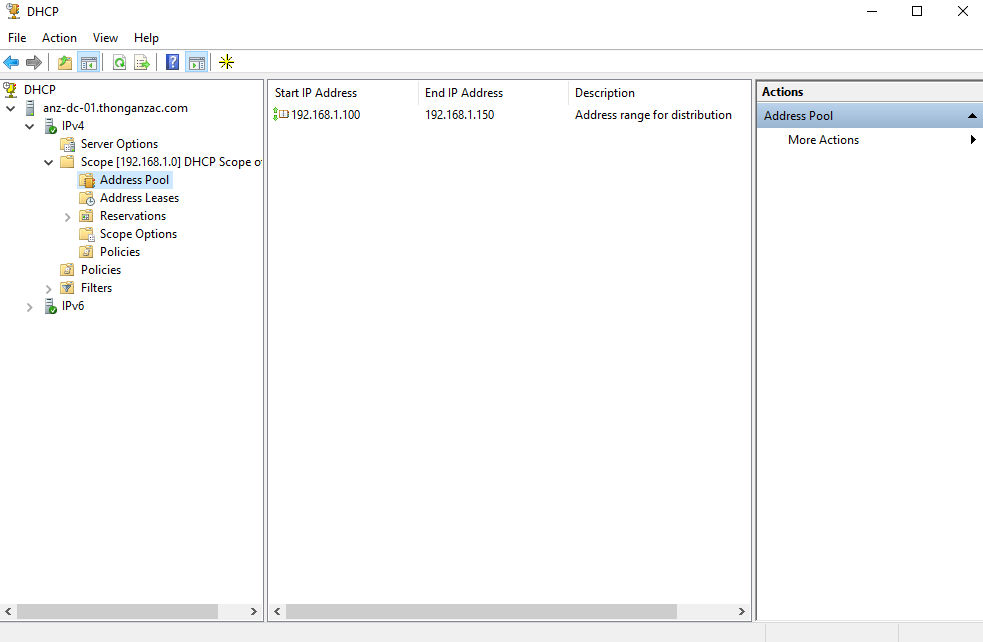 DHCP
File Action View Help
DHCP
anz-dc-01.thonganzac.com
IPv4
Server Options
Scope [192.168.1.0] DHCP Scope o
Address Pool
Address Leases
Reservations
Scope Options
Policies
Policies
Filters
IPv6
Start IP Address End IP Address Description
192.168.1.100 192.168.1.150 Address range for distribution
Actions
Address Pool
More Actions